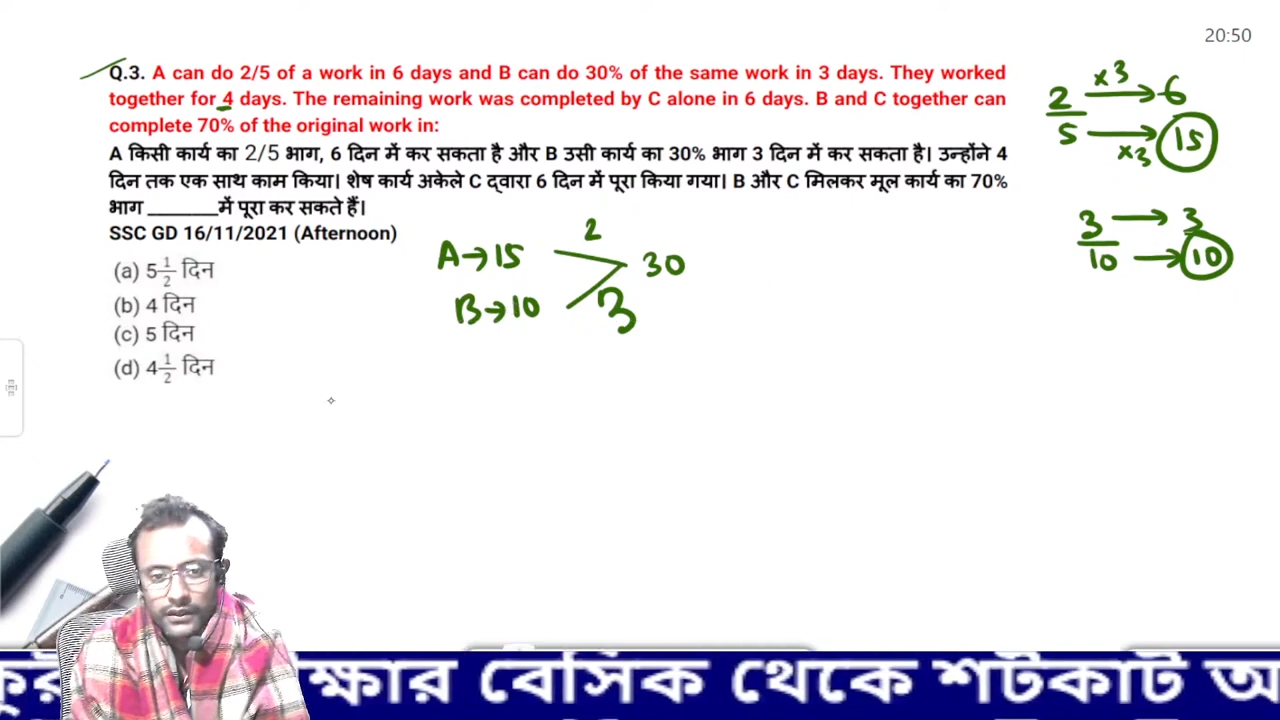 20:50
Q.3. A can do 2/5 of a work in 6 days and B can do 30% of the same work in 3 days. They worked
together for 4 days. The remaining work was completed by C alone in 6 days. B and C together can
complete 70% of the original work in:
A किसी कार्य का 2/5 भाग, 6 दिन में कर सकता है और B उसी कार्य का 30% भाग 3 दिन में कर सकता है। उन्होंने 4
दिन तक एक साथ काम किया। शेष कार्य अकेले C द्वारा 6 दिन में पूरा किया गया। B और C मिलकर मूल कार्य का 70%
भाग _______में पूरा कर सकते हैं।
SSC GD 16/11/2021 (Afternoon)
(a) 5 1/2 दिन
(b) 4 दिन
(c) 5 दिन
(d) 4 1/2 दिन
A→15
B→10
2
3
30
2 ×3→ 6
5 ×3→ 15
3 → 3
10 → 10
ক্ষার বেসিক থেকে শর্টকাট